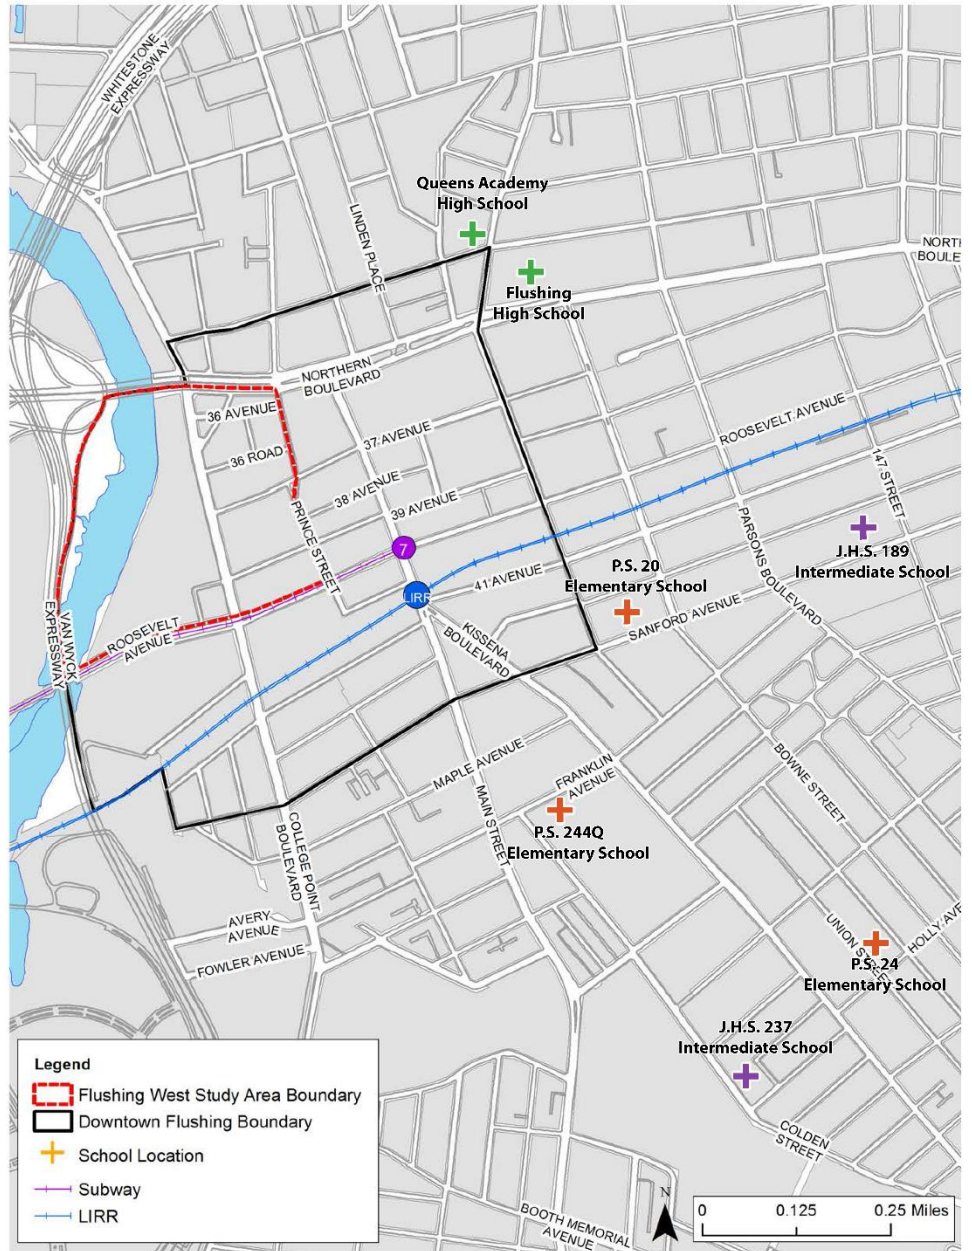 WHITESTONE
EXPRESSWAY
Queens Academy
High School
LINDEN PLACE
NORTH
BOULE
Flushing
High School
NORTHERN
BOULEVARD
36 AVENUE
37 AVENUE
ROOSEVELT AVENUE
36 ROAD
38 AVENUE
39 AVENUE
147 STREET
PRINCE STREET
PARSONS BOULEVARD
7
J.H.S. 189
Intermediate School
P.S. 20
Elementary School
41 AVENUE
LIRR
SANFORD AVENUE
VAN WYCK
EXPRESSWAY
ROOSEVELT
AVENUE
KISSENA
BOULEVARD
MAPLE AVENUE
FRANKLIN
AVENUE
BOWNE STREET
MAIN STREET
P.S. 244Q
Elementary School
COLLEGE POINT
BOULEVARD
AVERY
AVENUE
FOWLER AVENUE
UNION STREET
HOLLY AVE
P.S. 24
Elementary School
J.H.S. 237
Intermediate School
COLDEN
STREET
BOOTH MEMORIAL
AVENUE
Legend
Flushing West Study Area Boundary
Downtown Flushing Boundary
School Location
Subway
LIRR
N
0 0.125 0.25 Miles